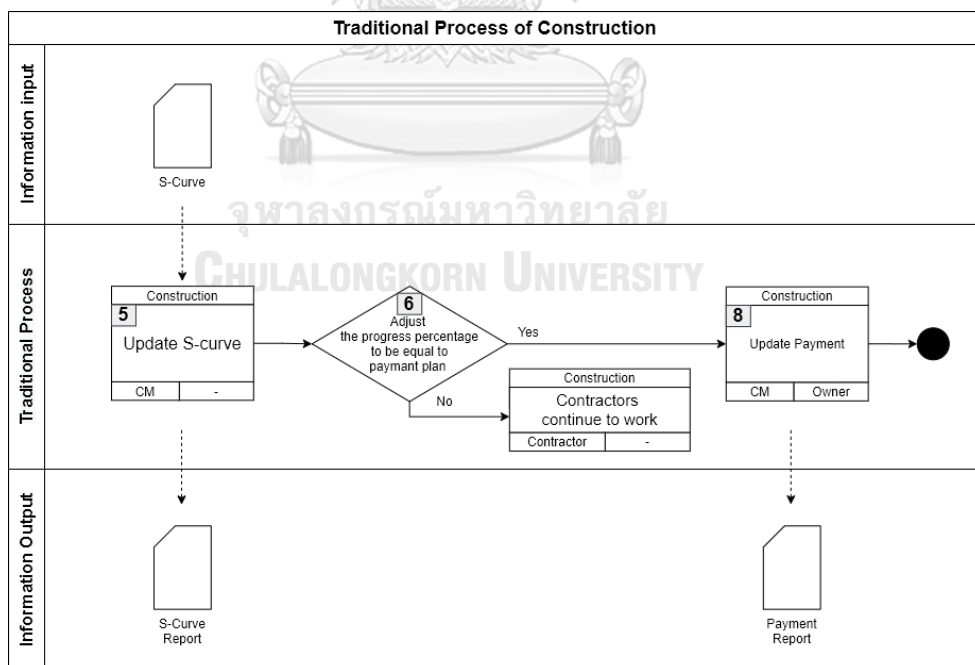 Traditional Process of Construction
Information input
S-Curve
จุฬาลงกรณ์มหาวิทยาลัย
CHULALONGKORN UNIVERSITY
Traditional Process
Construction
5
Update S-curve
CM
-
6
Adjust
the progress percentage
to be equal to
paymant plan
Yes
No
Construction
Contractors
continue to work
Contractor
-
Construction
8
Update Payment
CM
Owner
Information Output
S-Curve
Report
Payment
Report